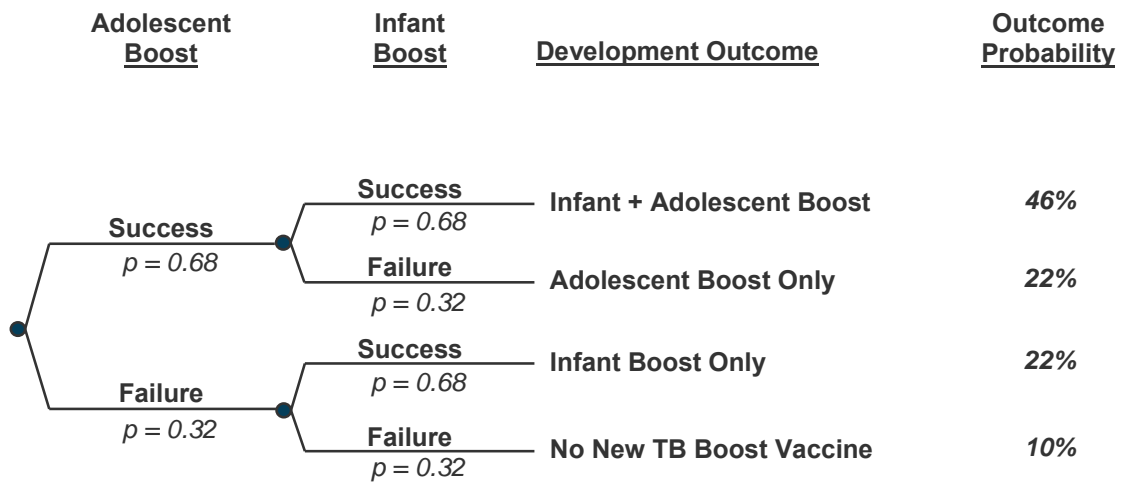 Adolescent Boost
Infant Boost
Development Outcome
Outcome Probability
Success
p = 0.68
Success
p = 0.68
Infant + Adolescent Boost
46%
Failure
p = 0.32
Adolescent Boost Only
22%
Failure
p = 0.32
Success
p = 0.68
Infant Boost Only
22%
Failure
p = 0.32
No New TB Boost Vaccine
10%